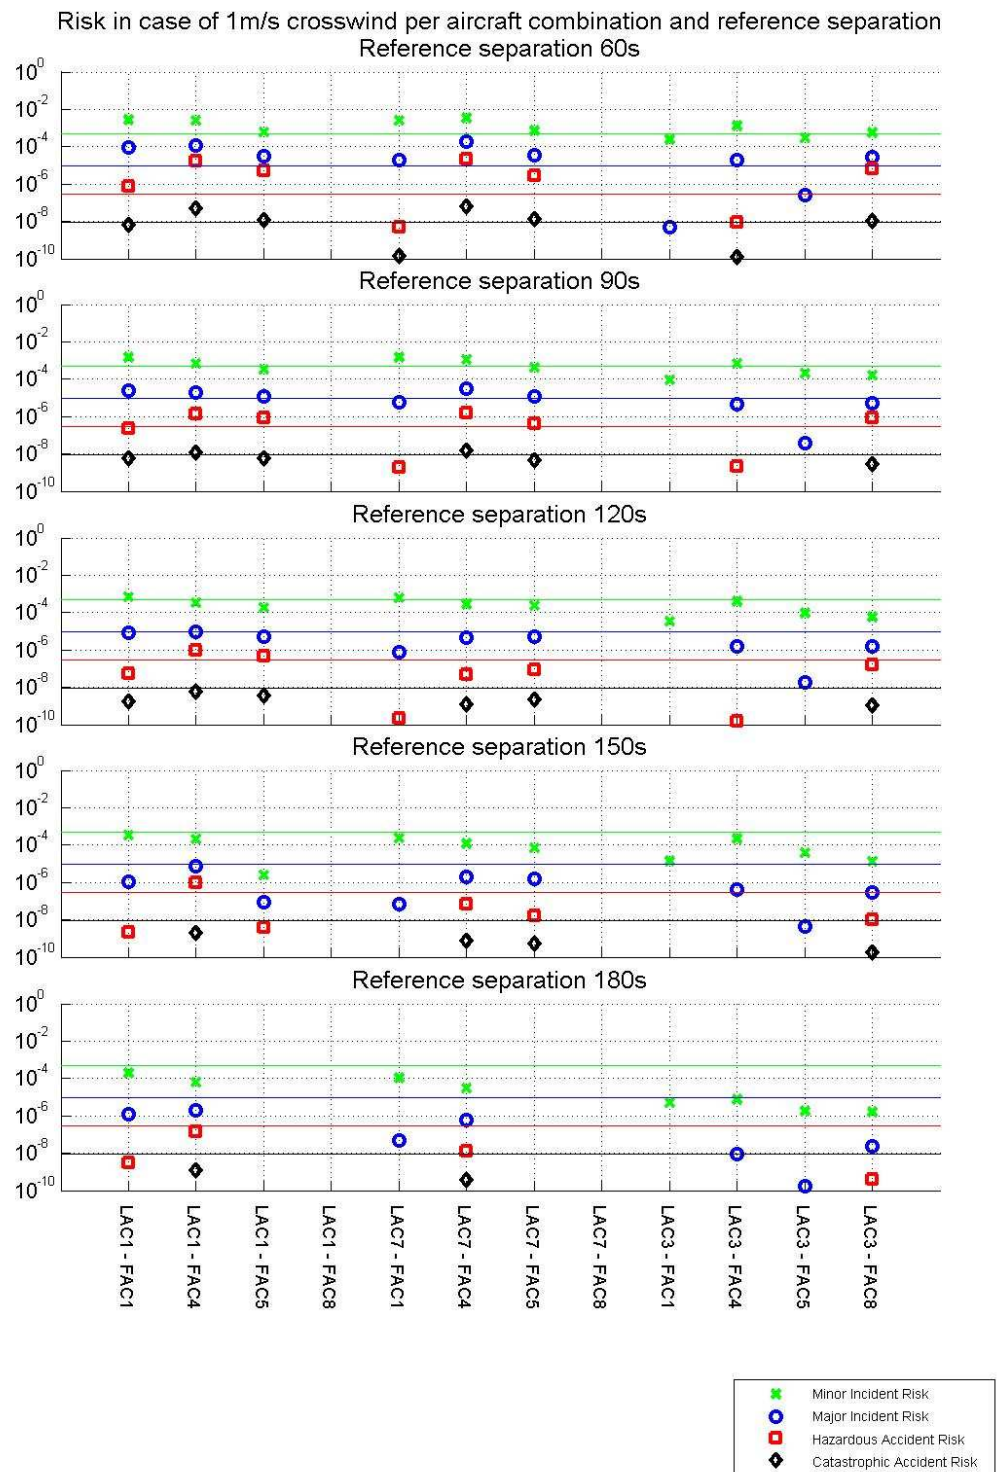 Risk in case of 1m/s crosswind per aircraft combination and reference separation
Reference separation 60s
10^0
10^-2
10^-4
10^-6
10^-8
10^-10
Reference separation 90s
10^0
10^-2
10^-4
10^-6
10^-8
10^-10
Reference separation 120s
10^0
10^-2
10^-4
10^-6
10^-8
10^-10
Reference separation 150s
10^0
10^-2
10^-4
10^-6
10^-8
10^-10
Reference separation 180s
10^0
10^-2
10^-4
10^-6
10^-8
10^-10
LAC1 - FAC1
LAC1 - FAC4
LAC1 - FAC5
LAC1 - FAC8
LAC7 - FAC1
LAC7 - FAC4
LAC7 - FAC5
LAC7 - FAC8
LAC3 - FAC1
LAC3 - FAC4
LAC3 - FAC5
LAC3 - FAC8
Minor Incident Risk
Major Incident Risk
Hazardous Accident Risk
Catastrophic Accident Risk